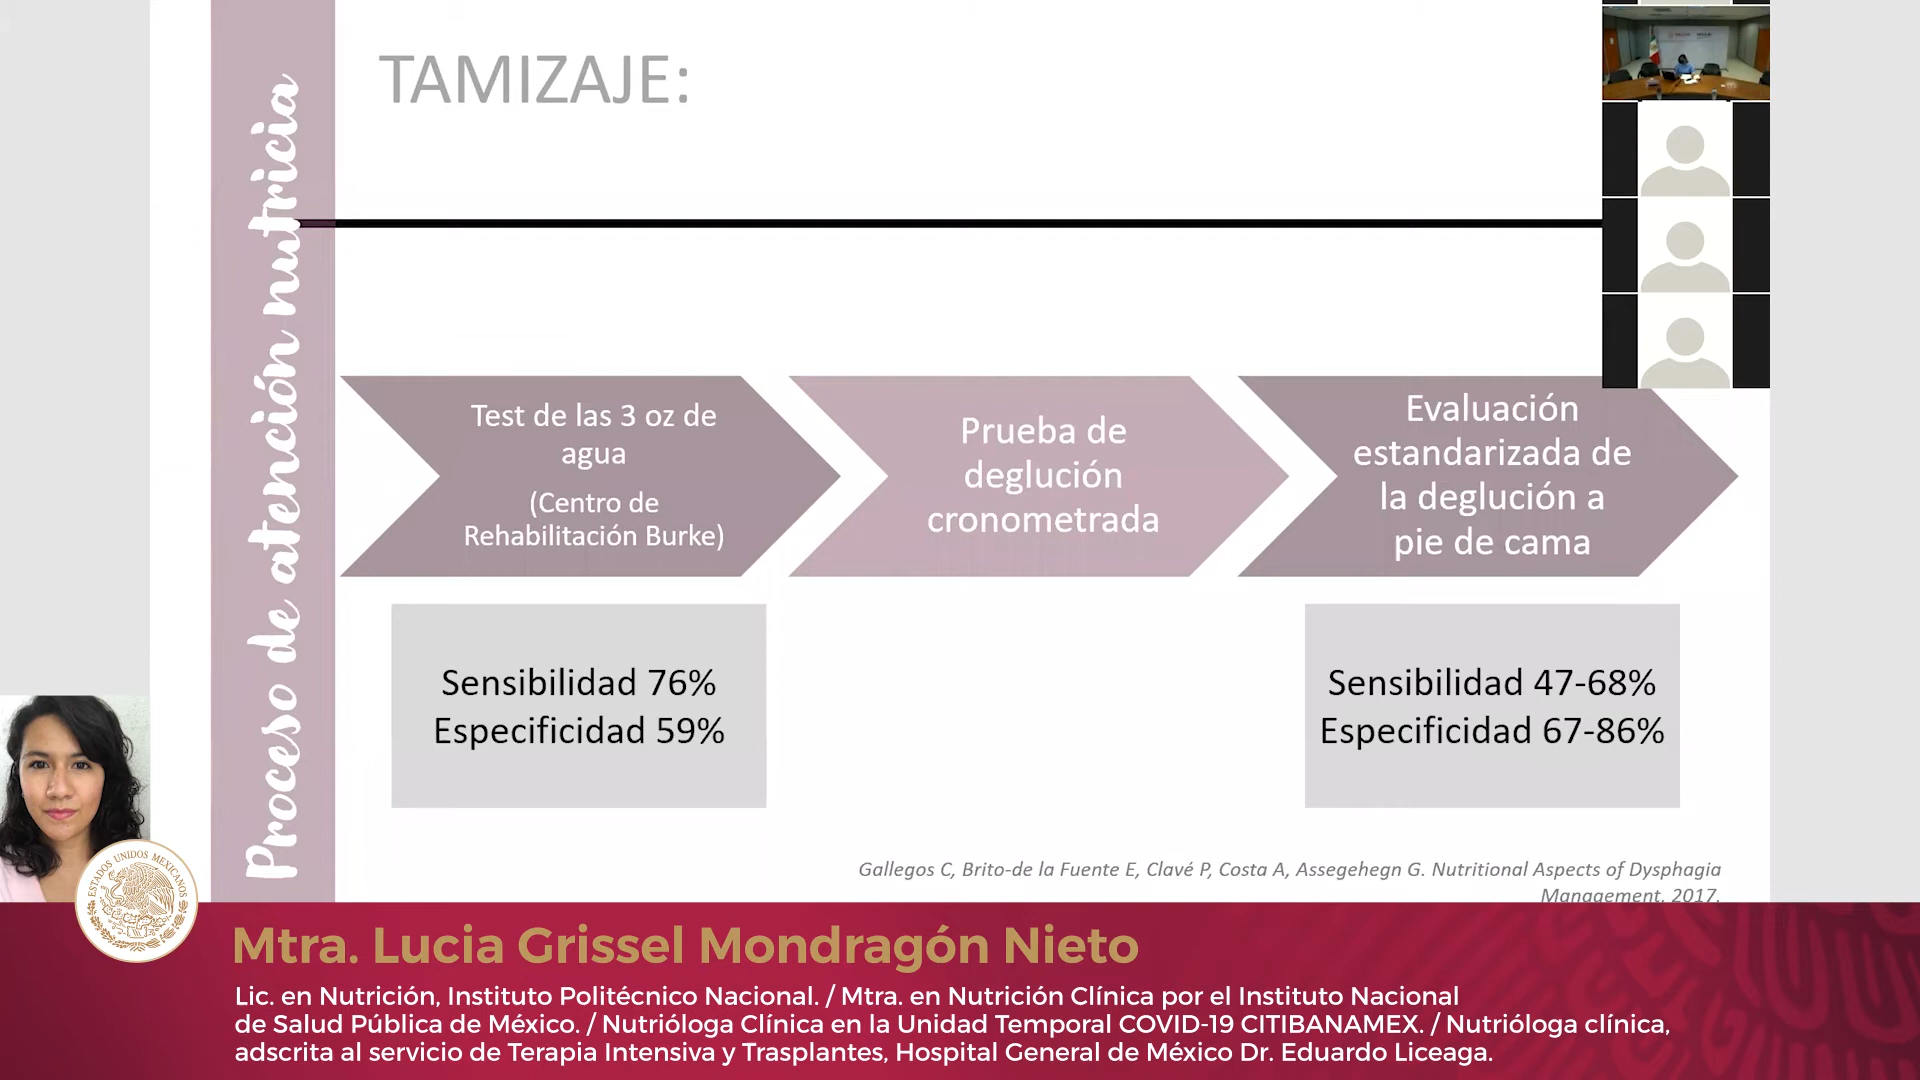 TAMIZAJE:
Proceso de atención nutricia
Test de las 3 oz de
agua
(Centro de
Rehabilitación Burke)
Prueba de
deglución
cronometrada
Evaluación
estandarizada de
la deglución a
pie de cama
Sensibilidad 76%
Especificidad 59%
Sensibilidad 47-68%
Especificidad 67-86%
Gallegos C, Brito-de la Fuente E, Clavé P, Costa A, Assegehegn G. Nutritional Aspects of Dysphagia
Management. 2017.
ESTADOS UNIDOS MEXICANOS
Mtra. Lucia Grissel Mondragón Nieto
Lic. en Nutrición, Instituto Politécnico Nacional. / Mtra. en Nutrición Clínica por el Instituto Nacional
de Salud Pública de México. / Nutrióloga Clínica en la Unidad Temporal COVID-19 CITIBANAMEX. / Nutrióloga clínica,
adscrita al servicio de Terapia Intensiva y Trasplantes, Hospital General de México Dr. Eduardo Liceaga.